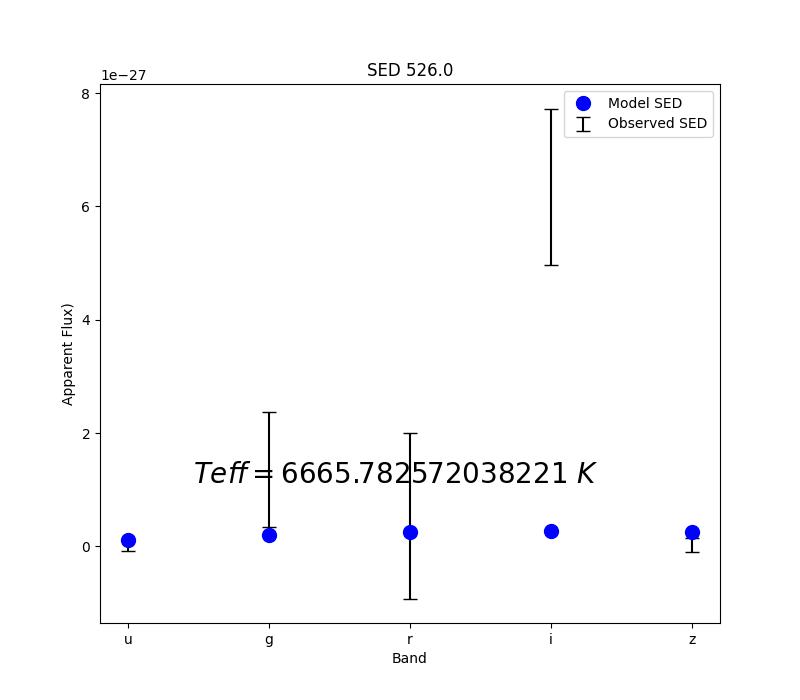 SED 526.0
1e−27
Model SED
Observed SED
8
6
4
2
0
Apparent Flux)
Teff = 6665.782572038221 K
u g r i z
Band